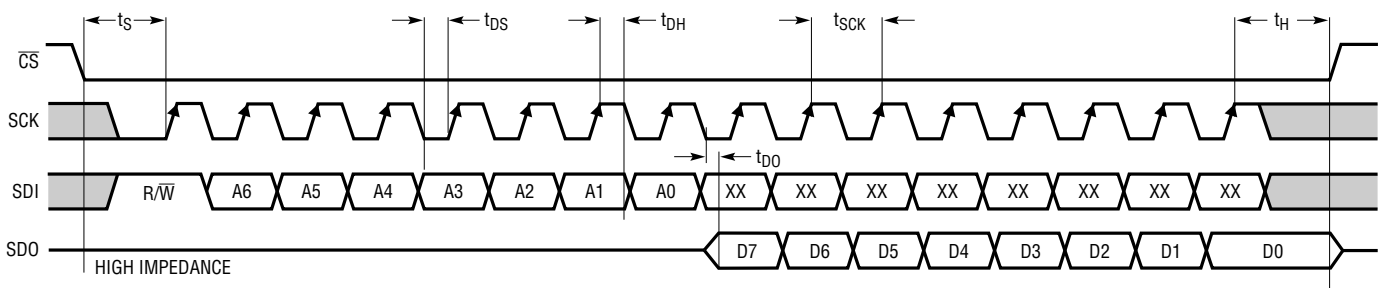 tS tDS tDH tSCK tH
C̅S̅
SCK
tDO
SDI R/W̅ A6 A5 A4 A3 A2 A1 A0 XX XX XX XX XX XX XX XX
SDO D7 D6 D5 D4 D3 D2 D1 D0
HIGH IMPEDANCE